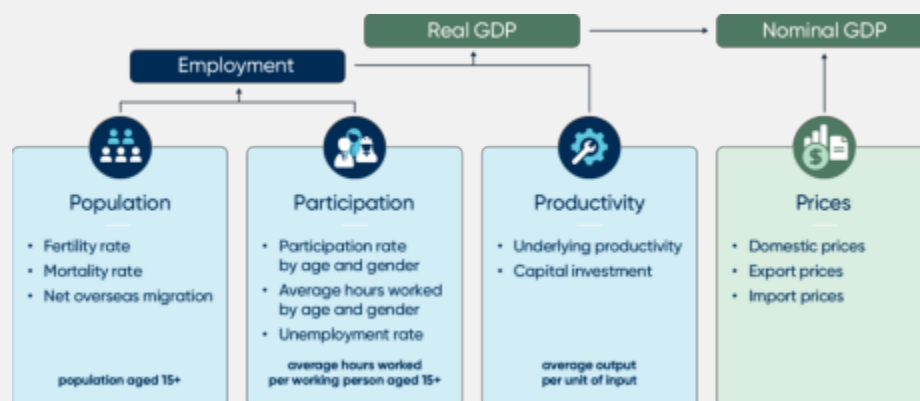 Real GDP
Nominal GDP
Employment
Population
• Fertility rate
• Mortality rate
• Net overseas migration
population aged 15+
Participation
• Participation rate
by age and gender
• Average hours worked
by age and gender
• Unemployment rate
average hours worked
per working person aged 15+
Productivity
• Underlying productivity
• Capital investment
average output
per unit of input
Prices
• Domestic prices
• Export prices
• Import prices